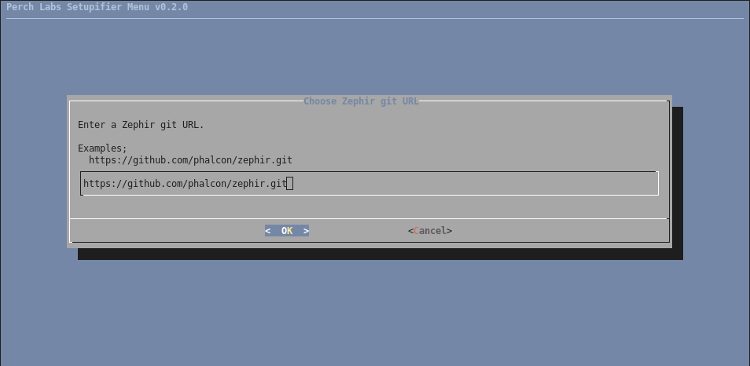 Perch Labs Setupifier Menu v0.2.0
Choose Zephir git URL
Enter a Zephir git URL.
Examples;
https://github.com/phalcon/zephir.git
https://github.com/phalcon/zephir.git
< OK > <Cancel>